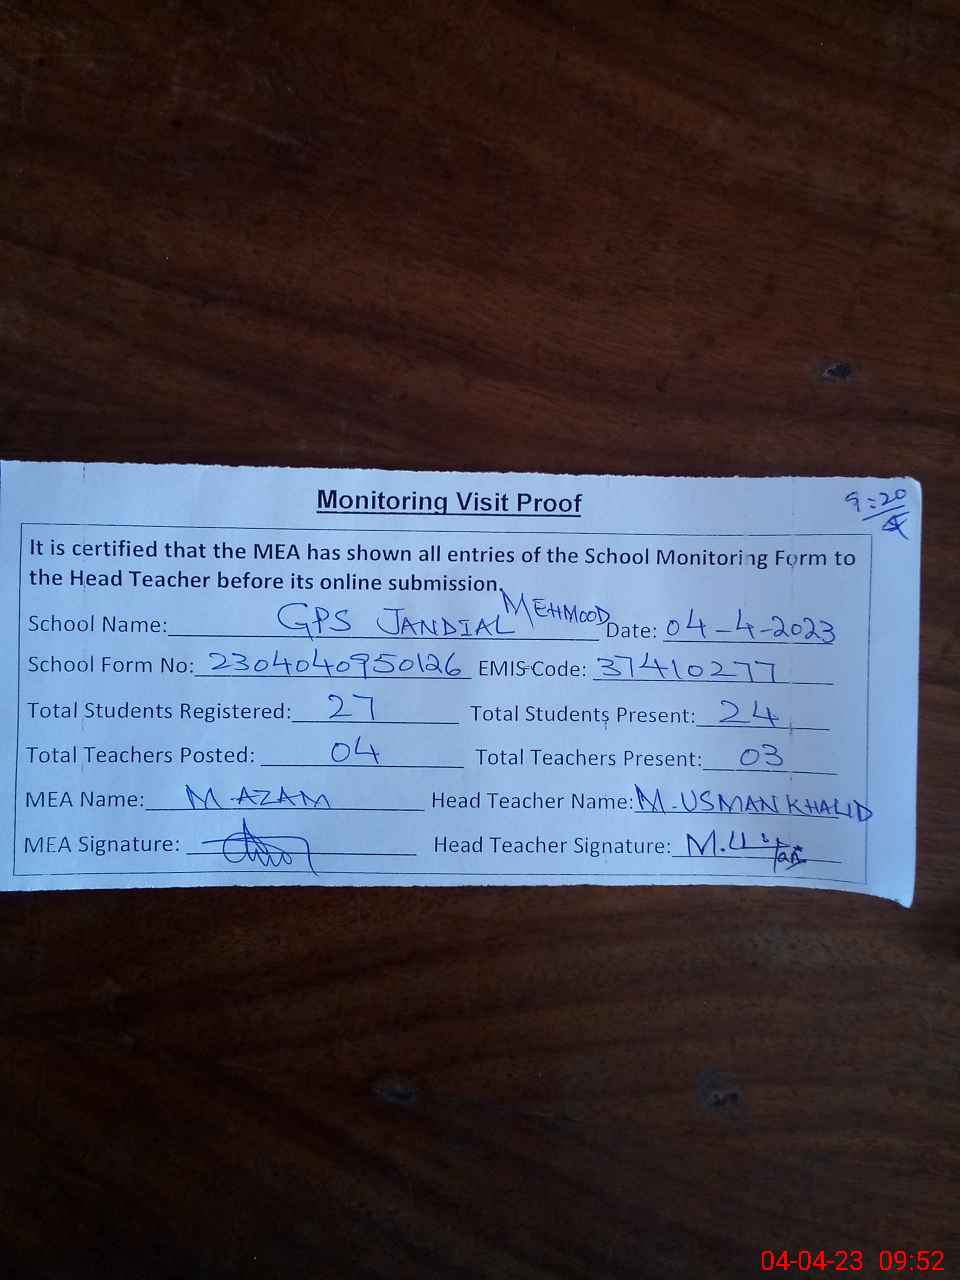 Monitoring Visit Proof
9=20
It is certified that the MEA has shown all entries of the School Monitoring Form to
the Head Teacher before its online submission.
School Name: GPS JANDIAL MEHMOOD Date: 04-4-2023
School Form No: 2304040950126 EMIS Code: 37410277
Total Students Registered: 27 Total Students Present: 24
Total Teachers Posted: 04 Total Teachers Present: 03
MEA Name: M.AZAM Head Teacher Name: M.USMAN KHALID
MEA Signature: Head Teacher Signature:
04-04-23 09:52